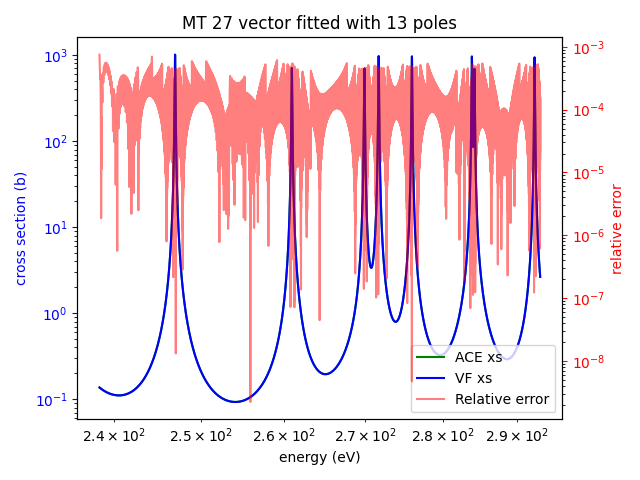 MT 27 vector fitted with 13 poles
cross section (b)
10³
10²
10¹
10⁰
10⁻¹
10⁻³
10⁻⁴
10⁻⁵
10⁻⁶
10⁻⁷
10⁻⁸
relative error
ACE xs
VF xs
Relative error
2.4 × 10² 2.5 × 10² 2.6 × 10² 2.7 × 10² 2.8 × 10² 2.9 × 10²
energy (eV)